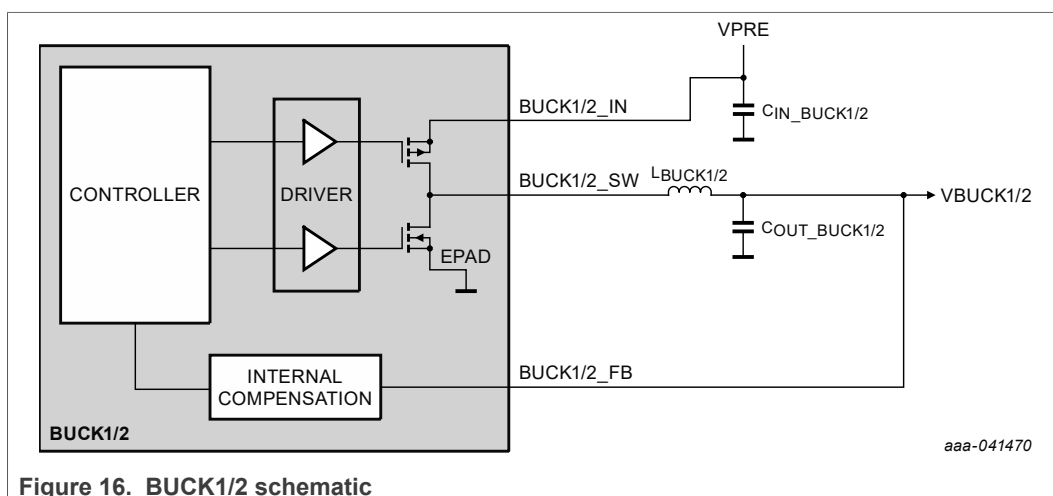 VPRE
BUCK1/2_IN
CIN_BUCK1/2
CONTROLLER
DRIVER
BUCK1/2_SW
LBUCK1/2
VBUCK1/2
COUT_BUCK1/2
EPAD
BUCK1/2_FB
INTERNAL
COMPENSATION
BUCK1/2
aaa-041470
Figure 16. BUCK1/2 schematic